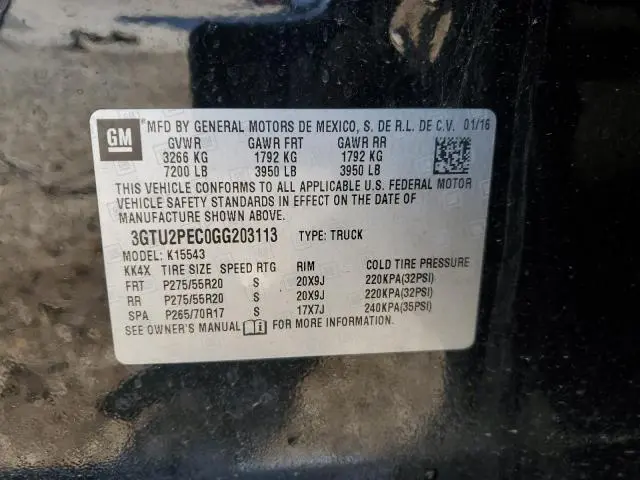 GM
*MFD BY GENERAL MOTORS DE MEXICO, S. DE R.L. DE C.V. 01/16
GVWR GAWR FRT GAWR RR
3266 KG 1792 KG 1792 KG
7200 LB 3950 LB 3950 LB
THIS VEHICLE CONFORMS TO ALL APPLICABLE U.S. FEDERAL MOTOR
VEHICLE SAFETY STANDARDS IN EFFECT ON THE DATE OF
MANUFACTURE SHOWN ABOVE.
3GTU2PEC0GG203113 TYPE: TRUCK
MODEL: K15543
KK4X TIRE SIZE SPEED RTG RIM COLD TIRE PRESSURE
FRT P275/55R20 S 20X9J 220KPA(32PSI)
RR P275/55R20 S 20X9J 220KPA(32PSI)
SPA P265/70R17 S 17X7J 240KPA(35PSI)
SEE OWNER'S MANUAL i FOR MORE INFORMATION.